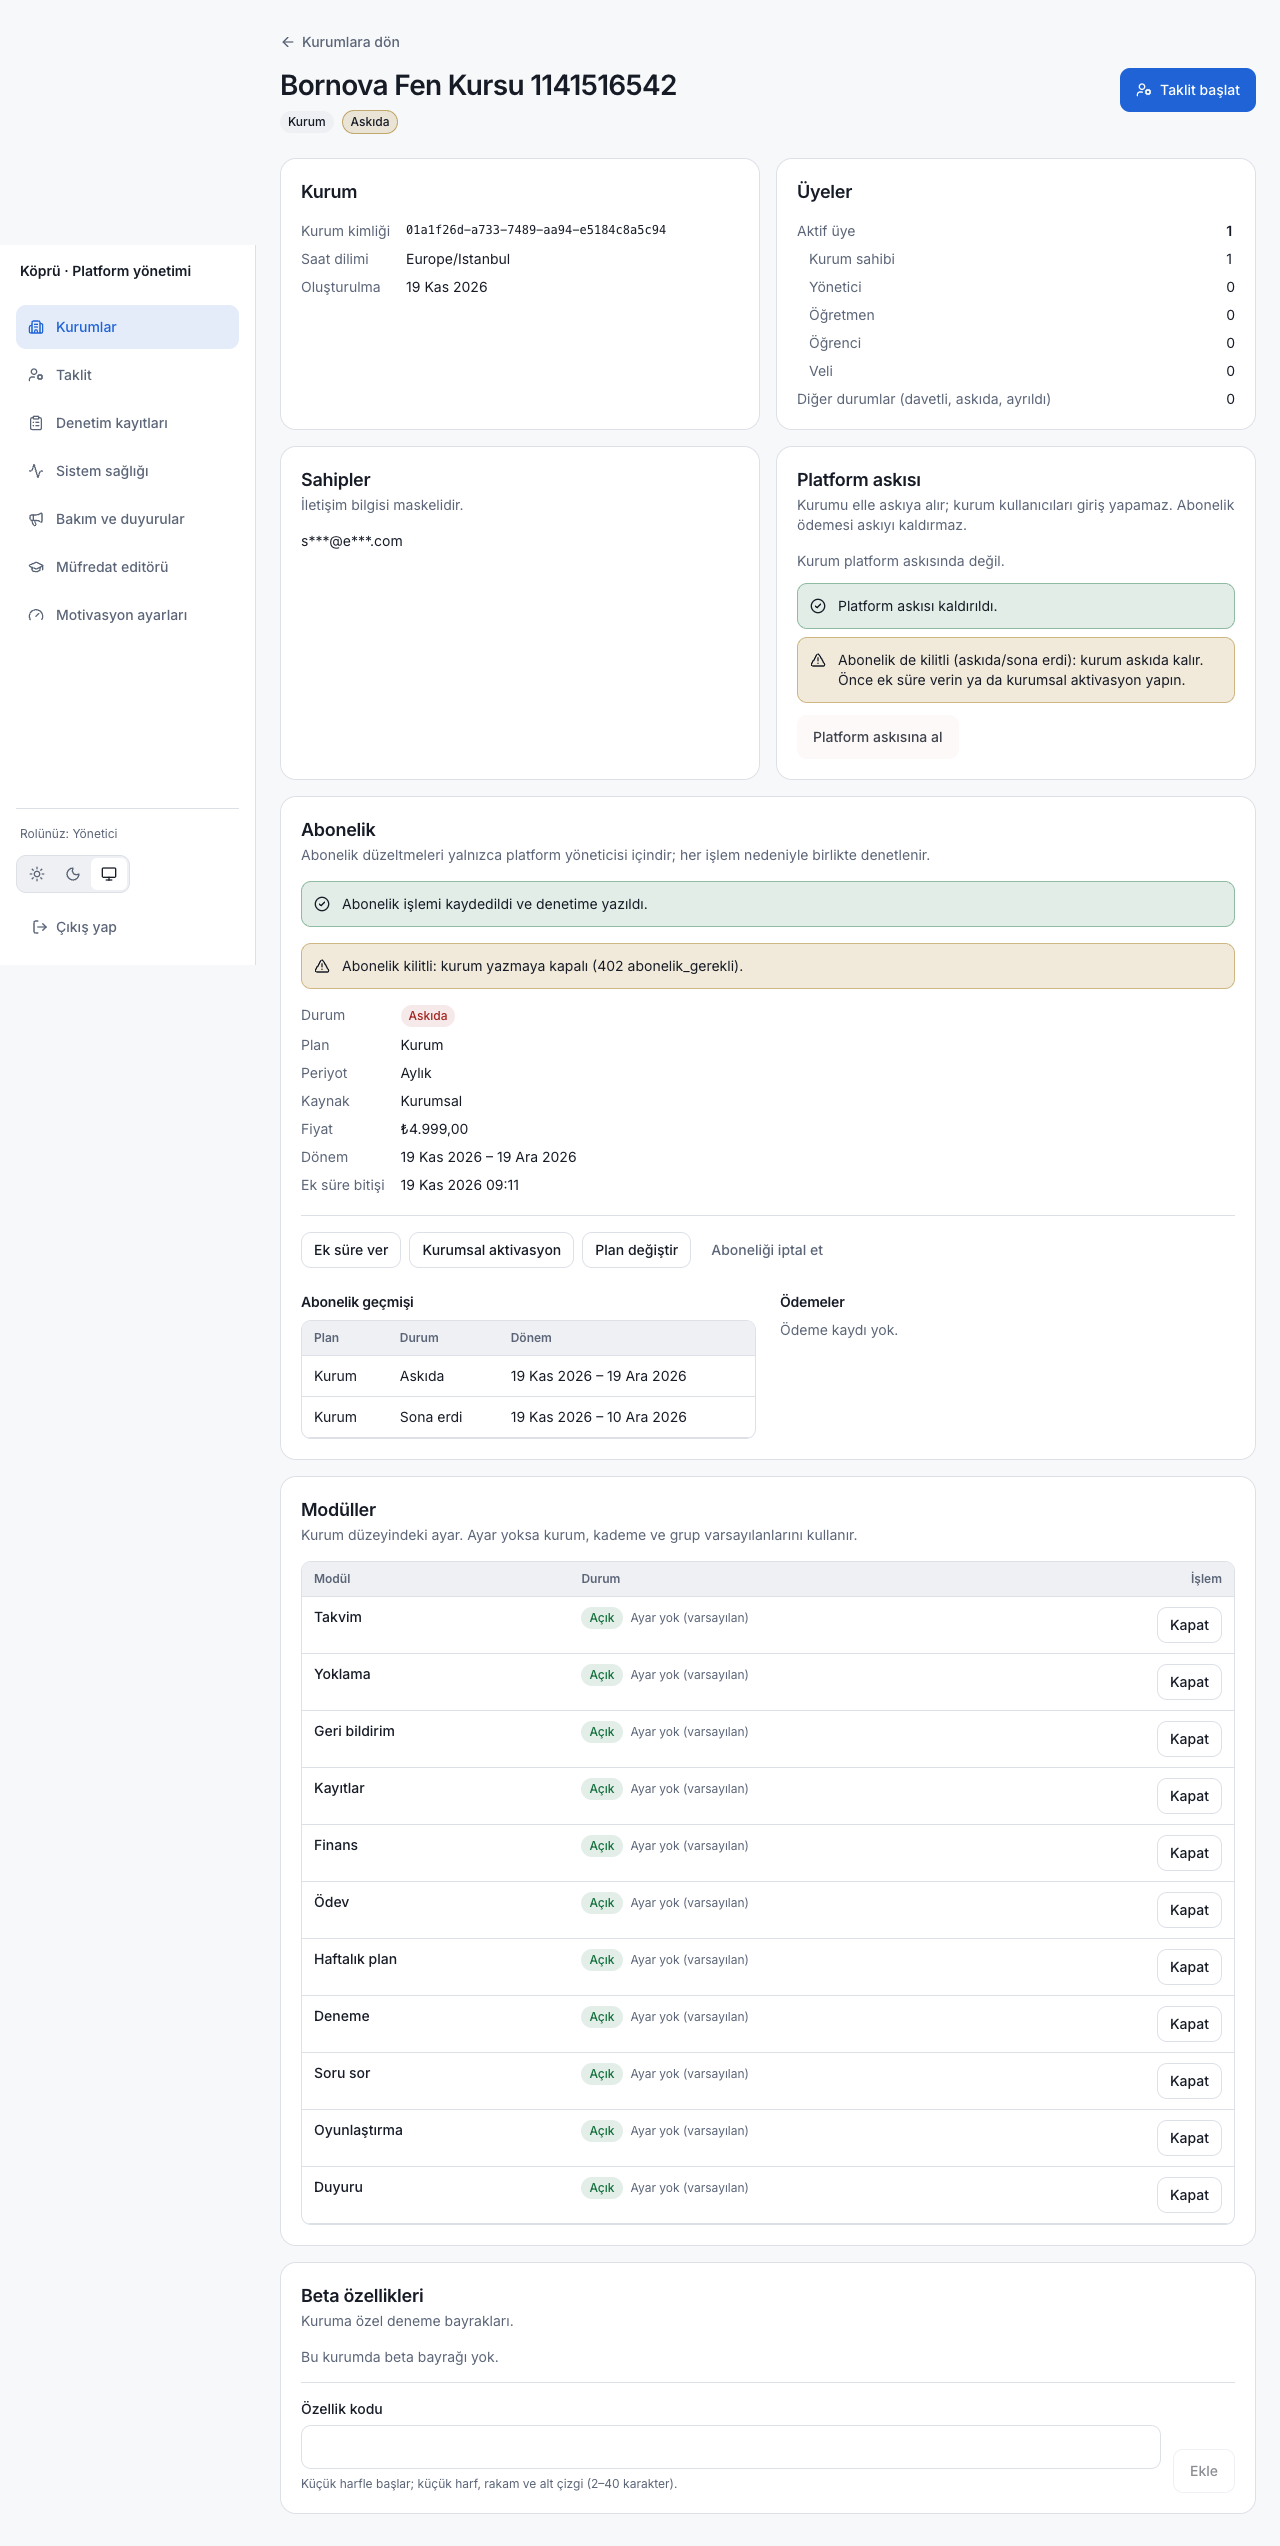 Kurumlara dön
Bornova Fen Kursu 1141516542
Taklit başlat
Kurum Askıda
Köprü · Platform yönetimi
Kurumlar
Taklit
Denetim kayıtları
Sistem sağlığı
Bakım ve duyurular
Müfredat editörü
Motivasyon ayarları
Rolünüz: Yönetici
Çıkış yap
Kurum
Kurum kimliği 01a1f26d-a733-7489-aa94-e5184c8a5c94
Saat dilimi Europe/Istanbul
Oluşturulma 19 Kas 2026
Üyeler
Aktif üye 1
Kurum sahibi 1
Yönetici 0
Öğretmen 0
Öğrenci 0
Veli 0
Diğer durumlar (davetli, askıda, ayrıldı) 0
Sahipler
İletişim bilgisi maskelidir.
s***@e***.com
Platform askısı
Kurumu elle askıya alır; kurum kullanıcıları giriş yapamaz. Abonelik
ödemesi askıyı kaldırmaz.
Kurum platform askısında değil.
Platform askısı kaldırıldı.
Abonelik de kilitli (askıda/sona erdi): kurum askıda kalır.
Önce ek süre verin ya da kurumsal aktivasyon yapın.
Platform askısına al
Abonelik
Abonelik düzeltmeleri yalnızca platform yöneticisi içindir; her işlem nedeniyle birlikte denetlenir.
Abonelik işlemi kaydedildi ve denetime yazıldı.
Abonelik kilitli: kurum yazmaya kapalı (402 abonelik_gerekli).
Durum Askıda
Plan Kurum
Periyot Aylık
Kaynak Kurumsal
Fiyat ₺4.999,00
Dönem 19 Kas 2026 – 19 Ara 2026
Ek süre bitişi 19 Kas 2026 09:11
Ek süre ver Kurumsal aktivasyon Plan değiştir Aboneliği iptal et
Abonelik geçmişi
Plan Durum Dönem
Kurum Askıda 19 Kas 2026 – 19 Ara 2026
Kurum Sona erdi 19 Kas 2026 – 10 Ara 2026
Ödemeler
Ödeme kaydı yok.
Modüller
Kurum düzeyindeki ayar. Ayar yoksa kurum, kademe ve grup varsayılanlarını kullanır.
Modül Durum İşlem
Takvim Açık Ayar yok (varsayılan) Kapat
Yoklama Açık Ayar yok (varsayılan) Kapat
Geri bildirim Açık Ayar yok (varsayılan) Kapat
Kayıtlar Açık Ayar yok (varsayılan) Kapat
Finans Açık Ayar yok (varsayılan) Kapat
Ödev Açık Ayar yok (varsayılan) Kapat
Haftalık plan Açık Ayar yok (varsayılan) Kapat
Deneme Açık Ayar yok (varsayılan) Kapat
Soru sor Açık Ayar yok (varsayılan) Kapat
Oyunlaştırma Açık Ayar yok (varsayılan) Kapat
Duyuru Açık Ayar yok (varsayılan) Kapat
Beta özellikleri
Kuruma özel deneme bayrakları.
Bu kurumda beta bayrağı yok.
Özellik kodu
Küçük harfle başlar; küçük harf, rakam ve alt çizgi (2–40 karakter).
Ekle